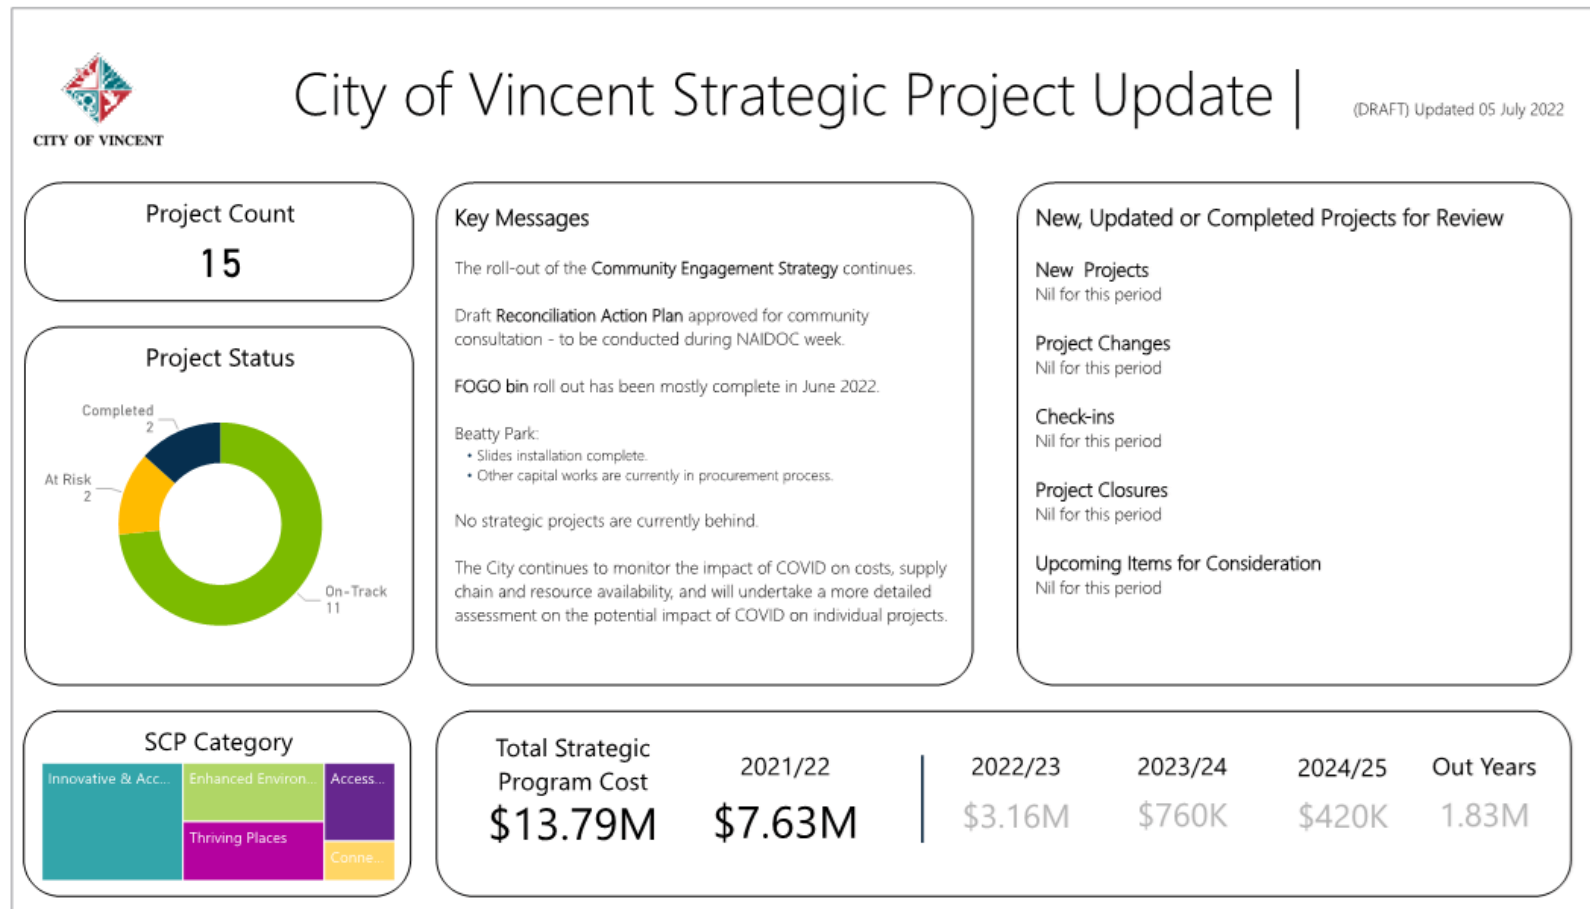 CITY OF VINCENT
City of Vincent Strategic Project Update |
(DRAFT) Updated 05 July 2022
Project Count
15
Project Status
Completed
2
At Risk
2
On-Track
11
SCP Category
Innovative & Acc...
Enhanced Environ...
Access...
Thriving Places
Conne...
Key Messages
The roll-out of the Community Engagement Strategy continues.
Draft Reconciliation Action Plan approved for community
consultation - to be conducted during NAIDOC week.
FOGO bin roll out has been mostly complete in June 2022.
Beatty Park:
• Slides installation complete.
• Other capital works are currently in procurement process.
No strategic projects are currently behind.
The City continues to monitor the impact of COVID on costs, supply
chain and resource availability, and will undertake a more detailed
assessment on the potential impact of COVID on individual projects.
New, Updated or Completed Projects for Review
New  Projects
Nil for this period
Project Changes
Nil for this period
Check-ins
Nil for this period
Project Closures
Nil for this period
Upcoming Items for Consideration
Nil for this period
Total Strategic
Program Cost
$13.79M
2021/22
$7.63M
2022/23
$3.16M
2023/24
$760K
2024/25
$420K
Out Years
1.83M